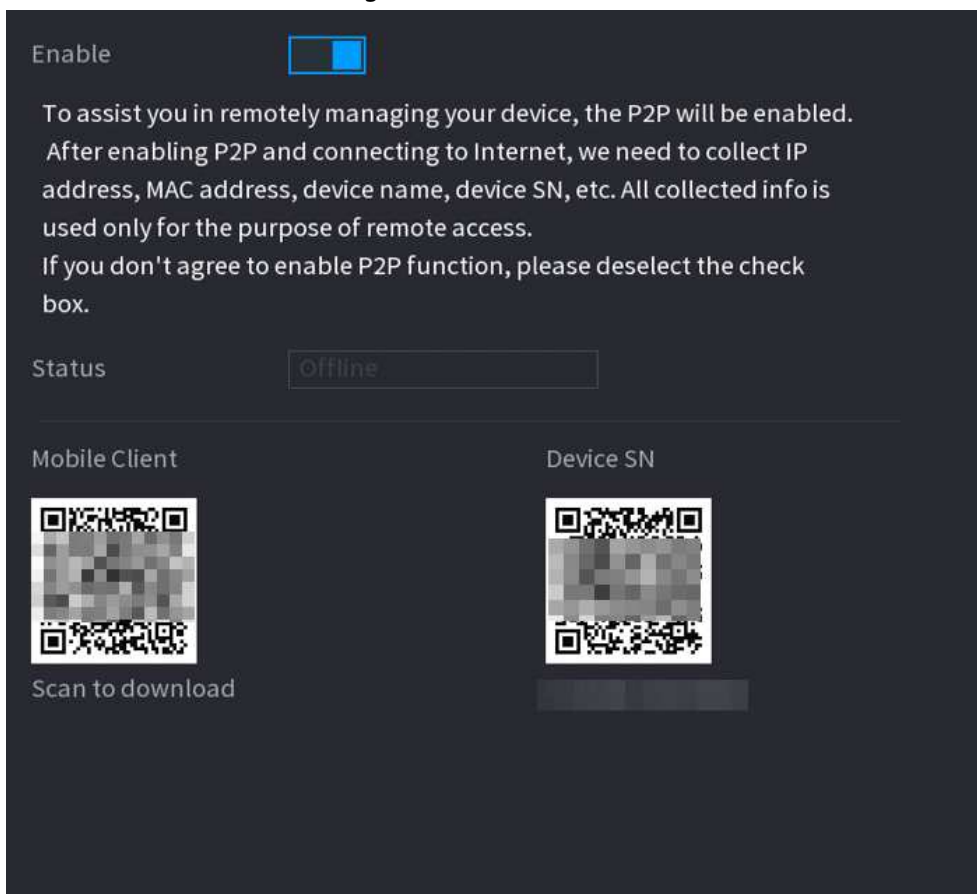 Enable
To assist you in remotely managing your device, the P2P will be enabled.
After enabling P2P and connecting to Internet, we need to collect IP
address, MAC address, device name, device SN, etc. All collected info is
used only for the purpose of remote access.
If you don't agree to enable P2P function, please deselect the check
box.
Status Offline
Mobile Client Device SN
Scan to download